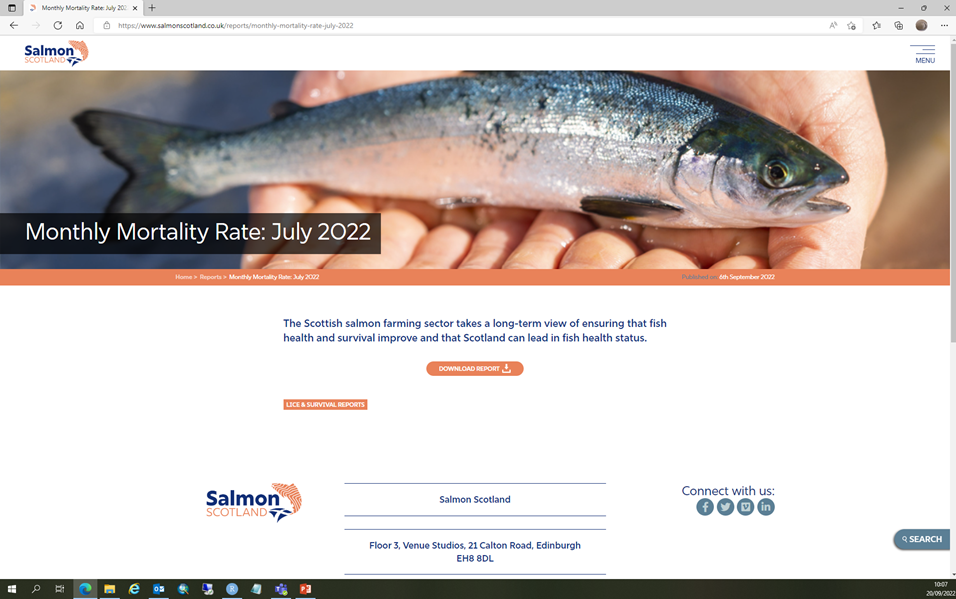 Monthly Mortality Rate: July 202
https://www.salmonscotland.co.uk/reports/monthly-mortality-rate-july-2022
Salmon
SCOTLAND
MENU
Monthly Mortality Rate: July 2022
Home > Reports > Monthly Mortality Rate: July 2022
Published on: 6th September 2022
The Scottish salmon farming sector takes a long-term view of ensuring that fish
health and survival improve and that Scotland can lead in fish health status.
DOWNLOAD REPORT
LICE & SURVIVAL REPORTS
Salmon
SCOTLAND
Salmon Scotland
Floor 3, Venue Studios, 21 Calton Road, Edinburgh
EH8 8DL
Connect with us:
SEARCH
10:07
20/09/2022